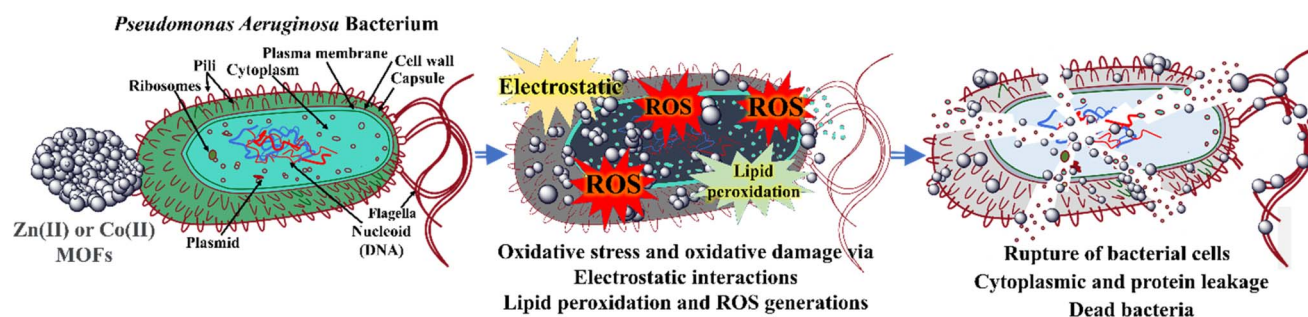 Pseudomonas Aeruginosa Bacterium
Plasma membrane
Cell wall
Pili
Cytoplasm
Capsule
Ribosomes
Zn(II) or Co(II)
MOFs
Plasmid
Flagella
Nucleoid
(DNA)
Electrostatic
ROS
ROS
ROS
Lipid
peroxidation
Oxidative stress and oxidative damage via
Electrostatic interactions
Lipid peroxidation and ROS generations
Rupture of bacterial cells
Cytoplasmic and protein leakage
Dead bacteria